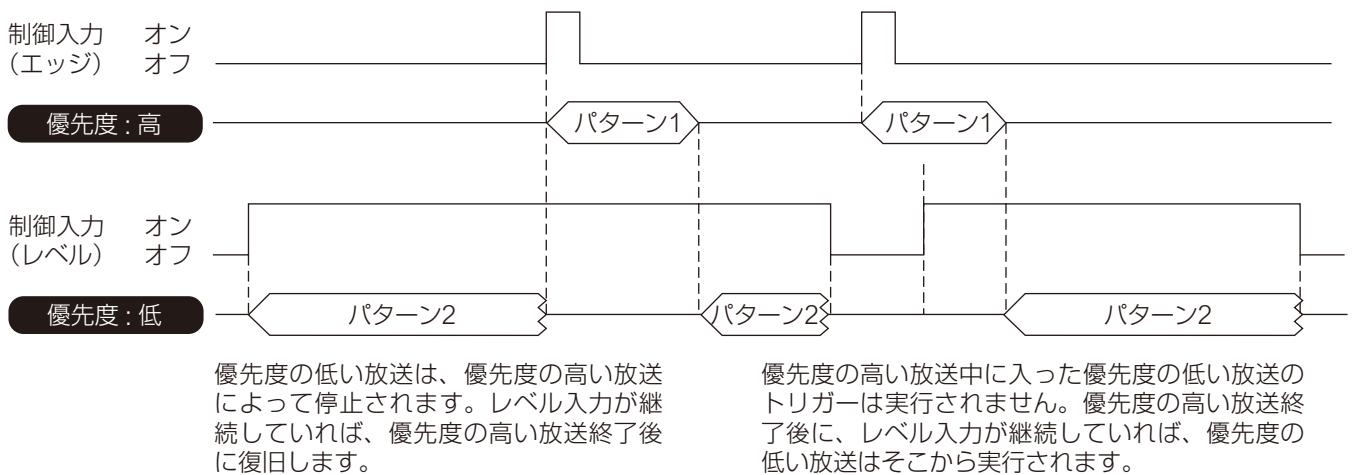 制御入力 オン
（エッジ） オフ
優先度 : 高
パターン1
パターン1
制御入力 オン
（レベル） オフ
優先度 : 低
パターン2
パターン2
パターン2
優先度の低い放送は、優先度の高い放送
によって停止されます。レベル入力が継
続していれば、優先度の高い放送終了後
に復旧します。
優先度の高い放送中に入った優先度の低い放送の
トリガーは実行されません。優先度の高い放送終
了後に、レベル入力が継続していれば、優先度の
低い放送はそこから実行されます。